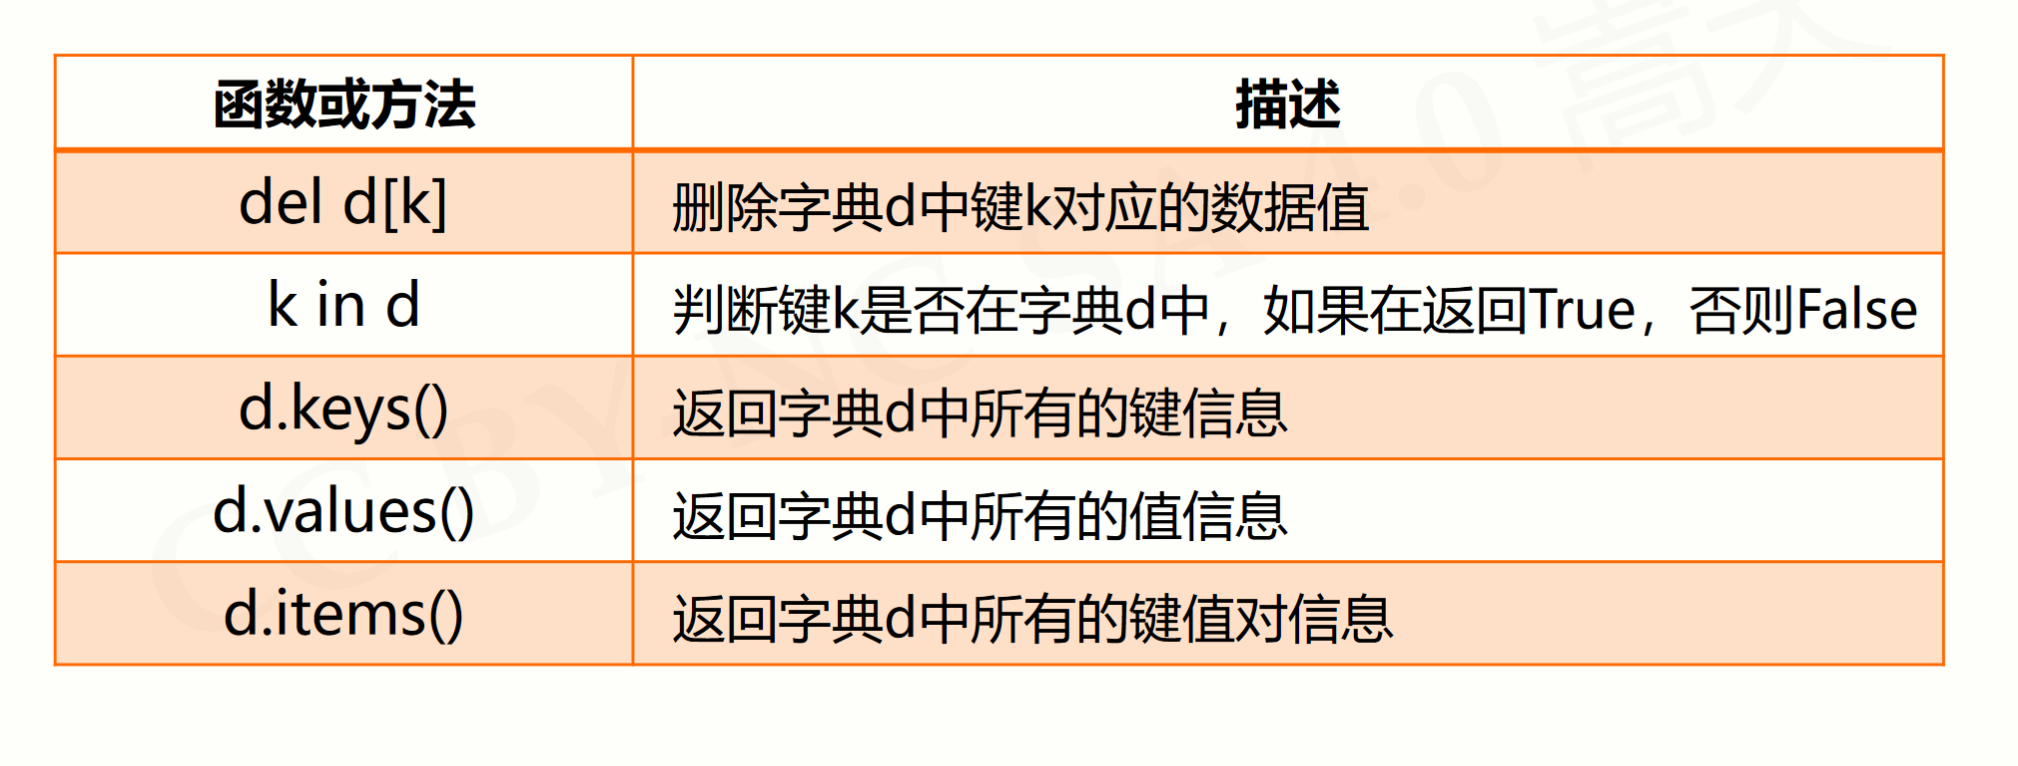 函数或方法 描述
del d[k] 删除字典d中键k对应的数据值
k in d 判断键k是否在字典d中，如果在返回True，否则False
d.keys() 返回字典d中所有的键信息
d.values() 返回字典d中所有的值信息
d.items() 返回字典d中所有的键值对信息
CC BY-NC SA 4.0 嵩天